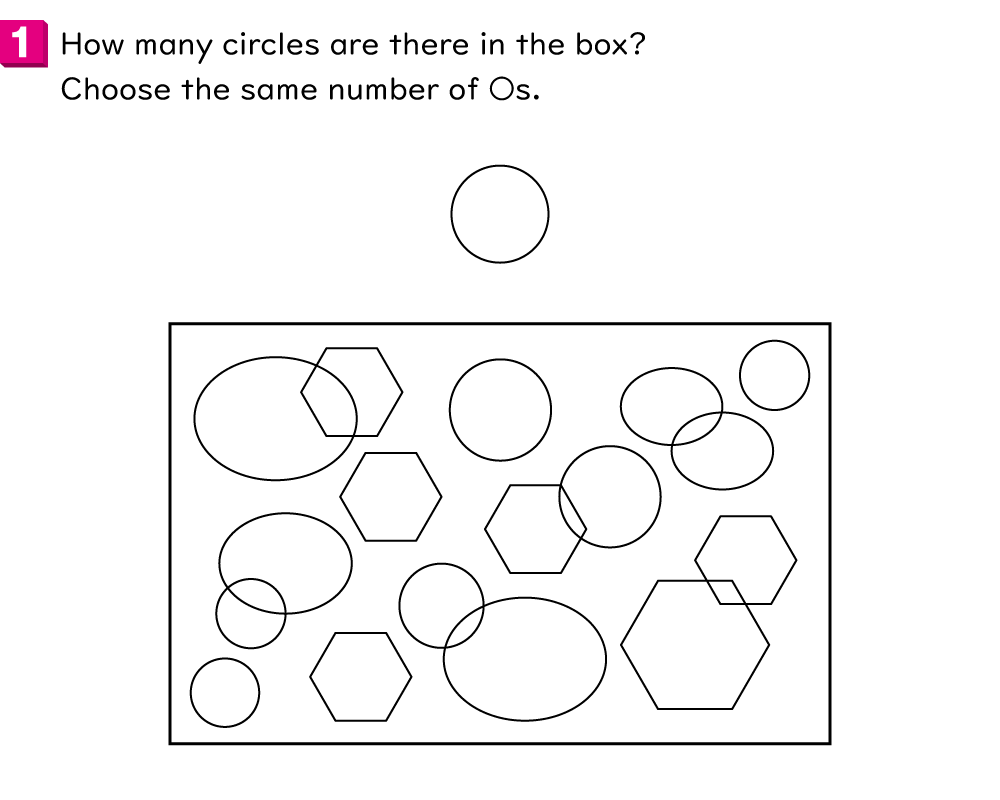 1 How many circles are there in the box?
Choose the same number of ○s.